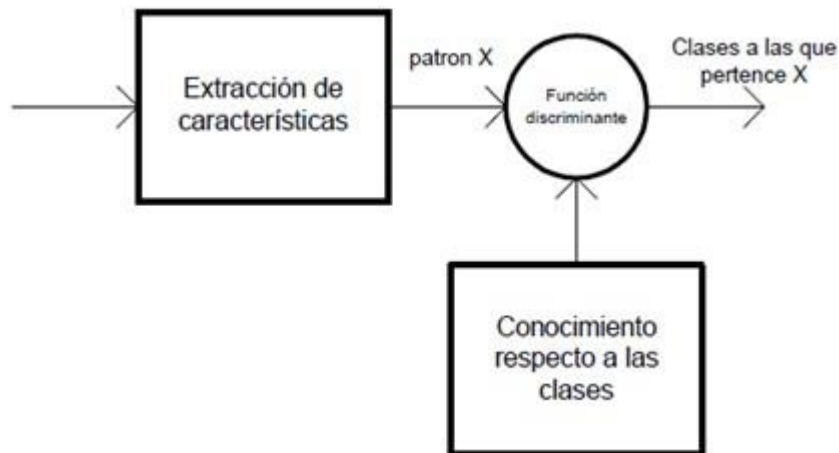 Extracción de
características
patron X
Función
discriminante
Clases a las que
pertence X
Conocimiento
respecto a las
clases